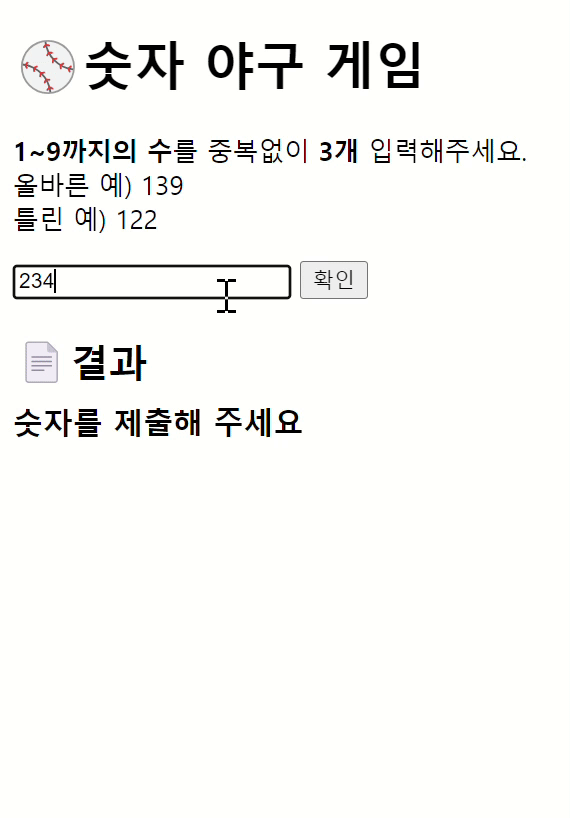 숫자 야구 게임
1~9까지의 수를 중복없이 3개 입력해주세요.
올바른 예) 139
틀린 예) 122
234 확인
결과
숫자를 제출해 주세요